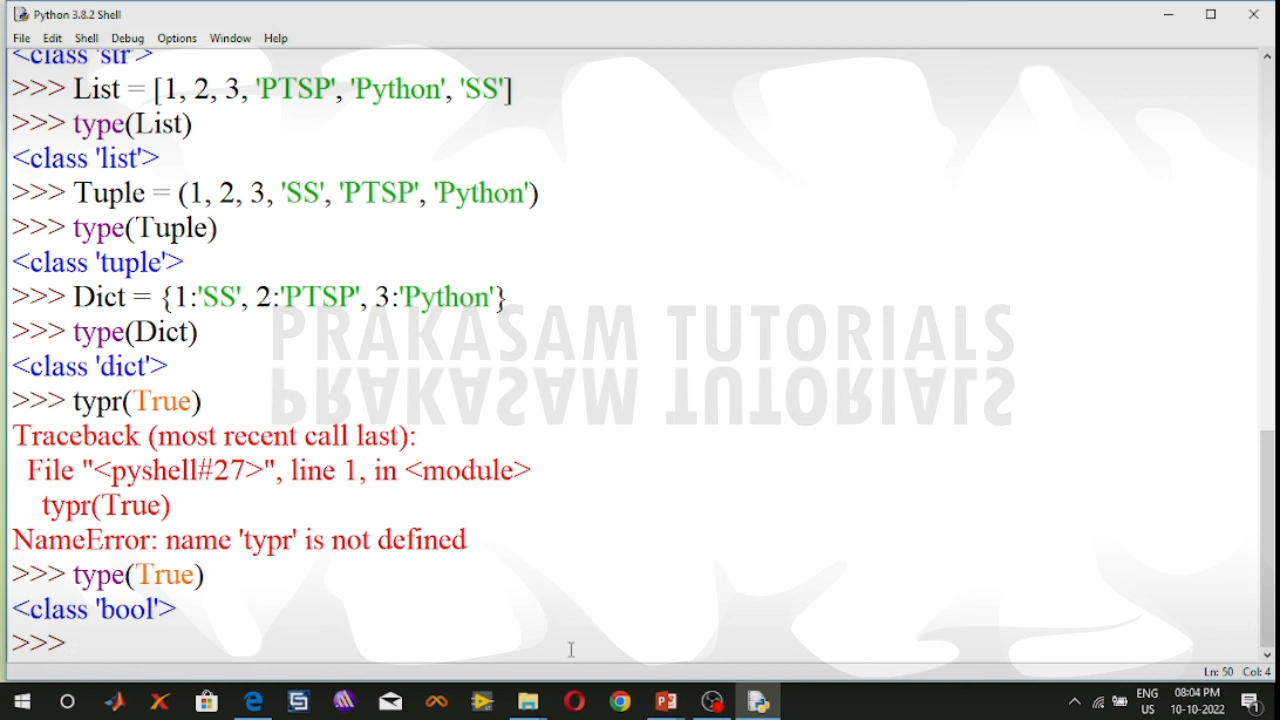 Python 3.8.2 Shell
File Edit Shell Debug Options Window Help
<class 'str'>
>>> List = [1, 2, 3, 'PTSP', 'Python', 'SS']
>>> type(List)
<class 'list'>
>>> Tuple = (1, 2, 3, 'SS', 'PTSP', 'Python')
>>> type(Tuple)
<class 'tuple'>
>>> Dict = {1:'SS', 2:'PTSP', 3:'Python'}
>>> type(Dict)
<class 'dict'>
>>> typr(True)
Traceback (most recent call last):
  File "<pyshell#27>", line 1, in <module>
    typr(True)
NameError: name 'typr' is not defined
>>> type(True)
<class 'bool'>
>>>
PRAKASAM TUTORIALS
PRAKASAM TUTORIALS
Ln: 50 Col: 4
ENG 08:04 PM
US 10-10-2022 1